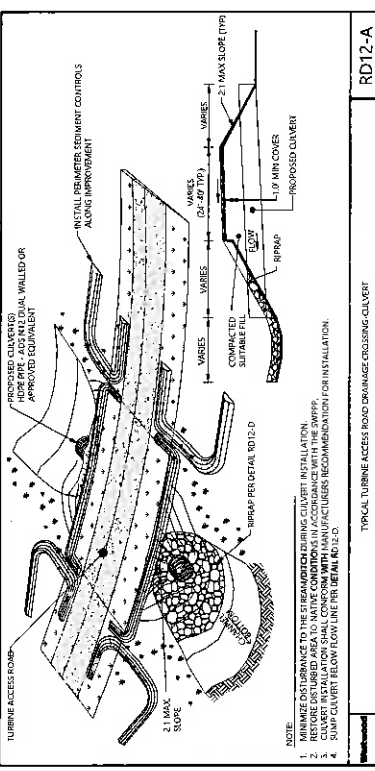 TURBINE ACCESS ROAD
PROPOSED CULVERT(S)
HDPE PIPE - ADS N12 DUAL WALLED OR
APPROVED EQUIVALENT
INSTALL PERIMETER SEDIMENT CONTROLS
ALONG IMPROVEMENT
2:1 MAX.
SLOPE
CHANNEL
BOTTOM
RIPRAP PER DETAIL RD12-D
VARIES
VARIES
VARIES
(24'-40' TYP.)
VARIES
2:1 MAX SLOPE (TYP)
COMPACTED
SUITABLE FILL
FLOW
RIPRAP
1.0' MIN COVER
PROPOSED CULVERT
NOTE:
1. MINIMIZE DISTURBANCE TO THE STREAM/DITCH DURING CULVERT INSTALLATION.
2. RESTORE DISTURBED AREA TO NATIVE CONDITIONS IN ACCORDANCE WITH THE SWPPP.
3. CULVERT INSTALLATION SHALL CONFORM WITH MANUFACTURERS RECOMMENDATION FOR INSTALLATION.
4. SUMP CULVERT BELOW FLOW LINE PER DETAIL RD12-D.
Westwood
TYPICAL TURBINE ACCESS ROAD DRAINAGE CROSSING-CULVERT
RD12-A